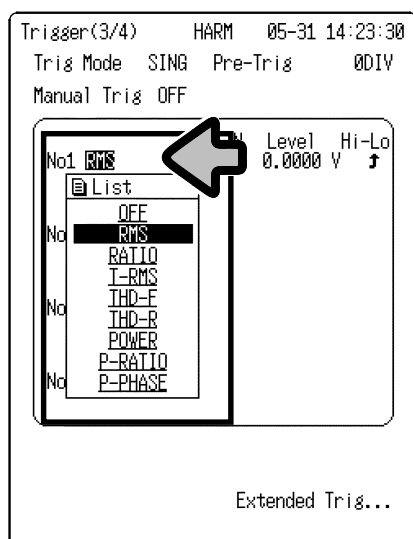 Trigger(3/4) HARM 05-31 14:23:30
Trig Mode SING Pre-Trig 0DIV
Manual Trig OFF
Level Hi-Lo
No1 RMS 0.0000 V
List
OFF
No RMS
RATIO
T-RMS
No THD-F
THD-R
POWER
P-RATIO
No P-PHASE
Extended Trig...